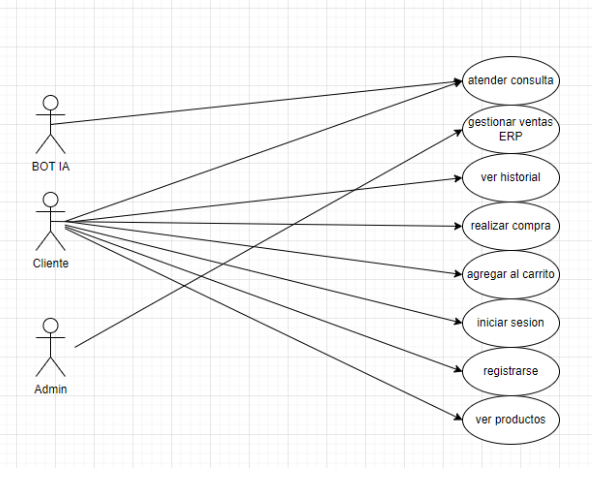 atender consulta
gestionar ventas
ERP
BOT IA
ver historial
realizar compra
Cliente
agregar al carrito
iniciar sesion
registrarse
Admin
ver productos